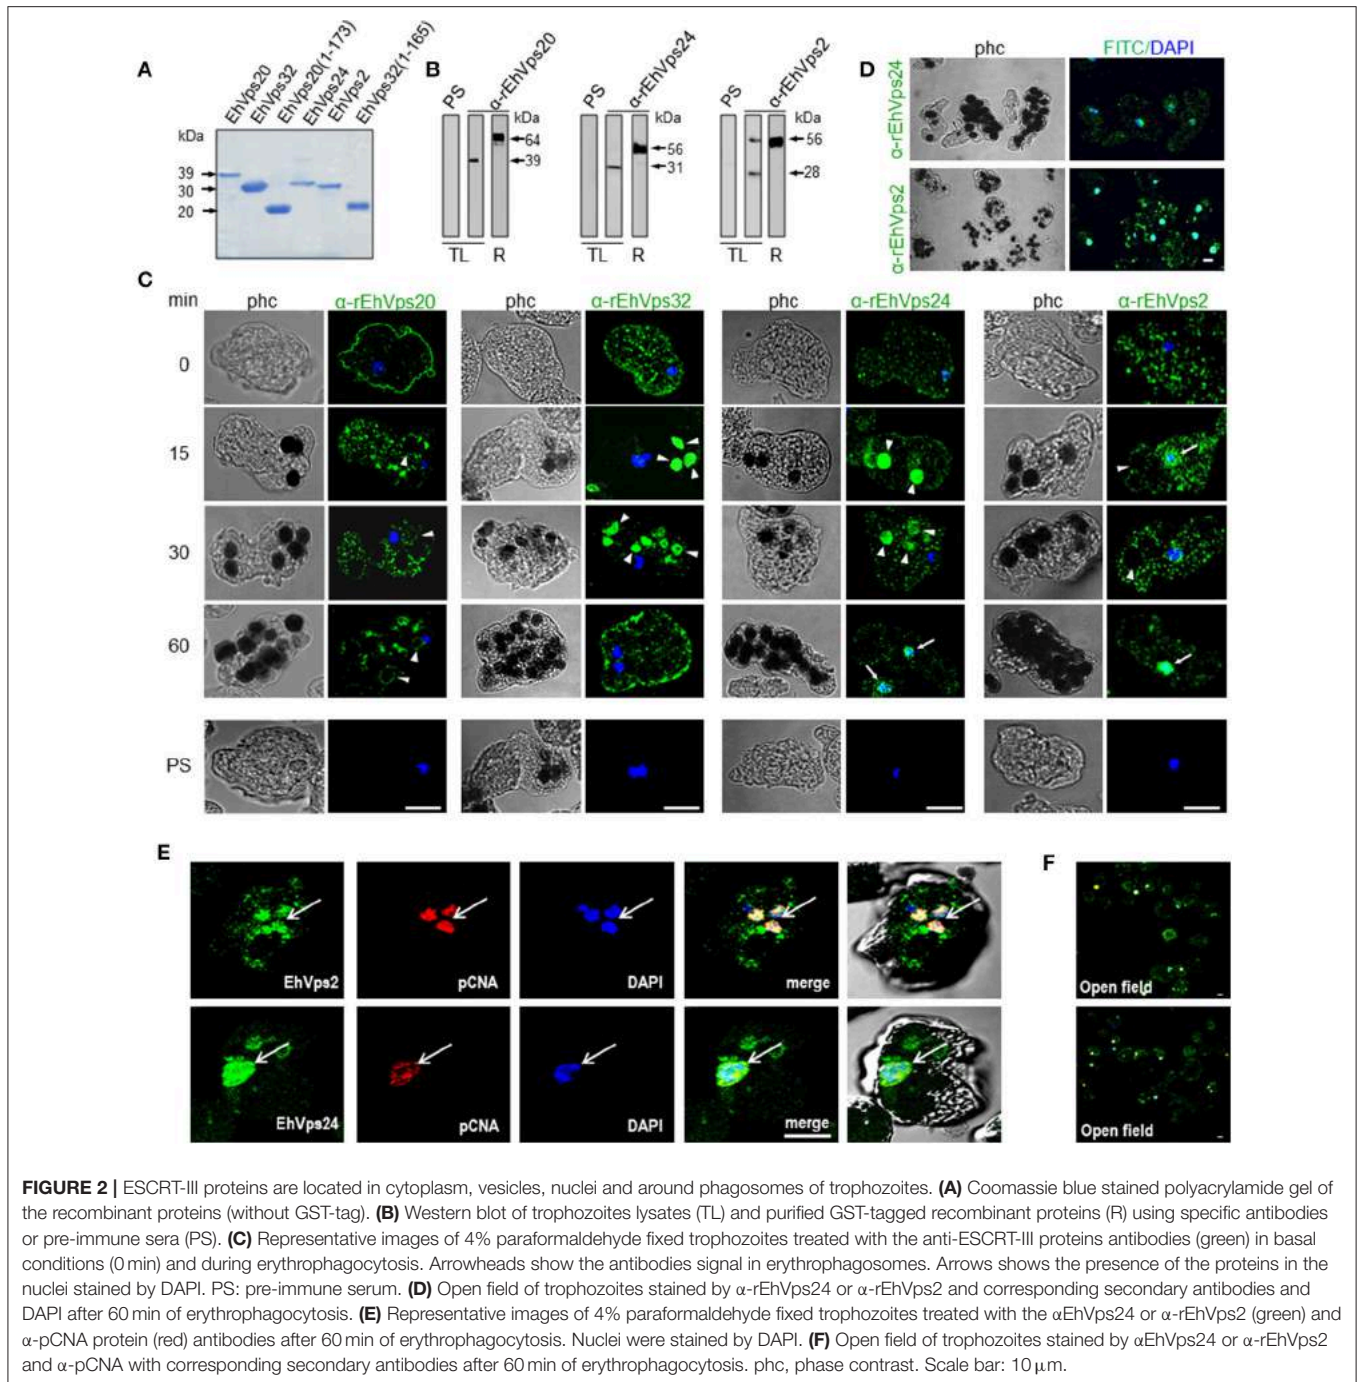 A
EhVps20
EhVps32
EhVps20(1-173)
EhVps24
EhVps2
EhVps32(1-165)
kDa
39
30
20
B
PS
α-rEhVps20
kDa
64
39
TL
R
PS
α-rEhVps24
kDa
56
31
TL
R
PS
α-rEhVps2
kDa
56
28
TL
R
D
phc
FITC/DAPI
α-rEhVps24
α-rEhVps2
C
min
phc
α-rEhVps20
phc
α-rEhVps32
phc
α-rEhVps24
phc
α-rEhVps2
0
15
30
60
PS
E
EhVps2
pCNA
DAPI
merge
EhVps24
pCNA
DAPI
merge
F
Open field
Open field
FIGURE 2 | ESCRT-III proteins are located in cytoplasm, vesicles, nuclei and around phagosomes of trophozoites. (A) Coomassie blue stained polyacrylamide gel of
the recombinant proteins (without GST-tag). (B) Western blot of trophozoites lysates (TL) and purified GST-tagged recombinant proteins (R) using specific antibodies
or pre-immune sera (PS). (C) Representative images of 4% paraformaldehyde fixed trophozoites treated with the anti-ESCRT-III proteins antibodies (green) in basal
conditions (0 min) and during erythrophagocytosis. Arrowheads show the antibodies signal in erythrophagosomes. Arrows shows the presence of the proteins in the
nuclei stained by DAPI. PS: pre-immune serum. (D) Open field of trophozoites stained by α-rEhVps24 or α-rEhVps2 and corresponding secondary antibodies and
DAPI after 60 min of erythrophagocytosis. (E) Representative images of 4% paraformaldehyde fixed trophozoites treated with the αEhVps24 or α-rEhVps2 (green) and
α-pCNA protein (red) antibodies after 60 min of erythrophagocytosis. Nuclei were stained by DAPI. (F) Open field of trophozoites stained by αEhVps24 or α-rEhVps2
and α-pCNA with corresponding secondary antibodies after 60 min of erythrophagocytosis. phc, phase contrast. Scale bar: 10 μm.